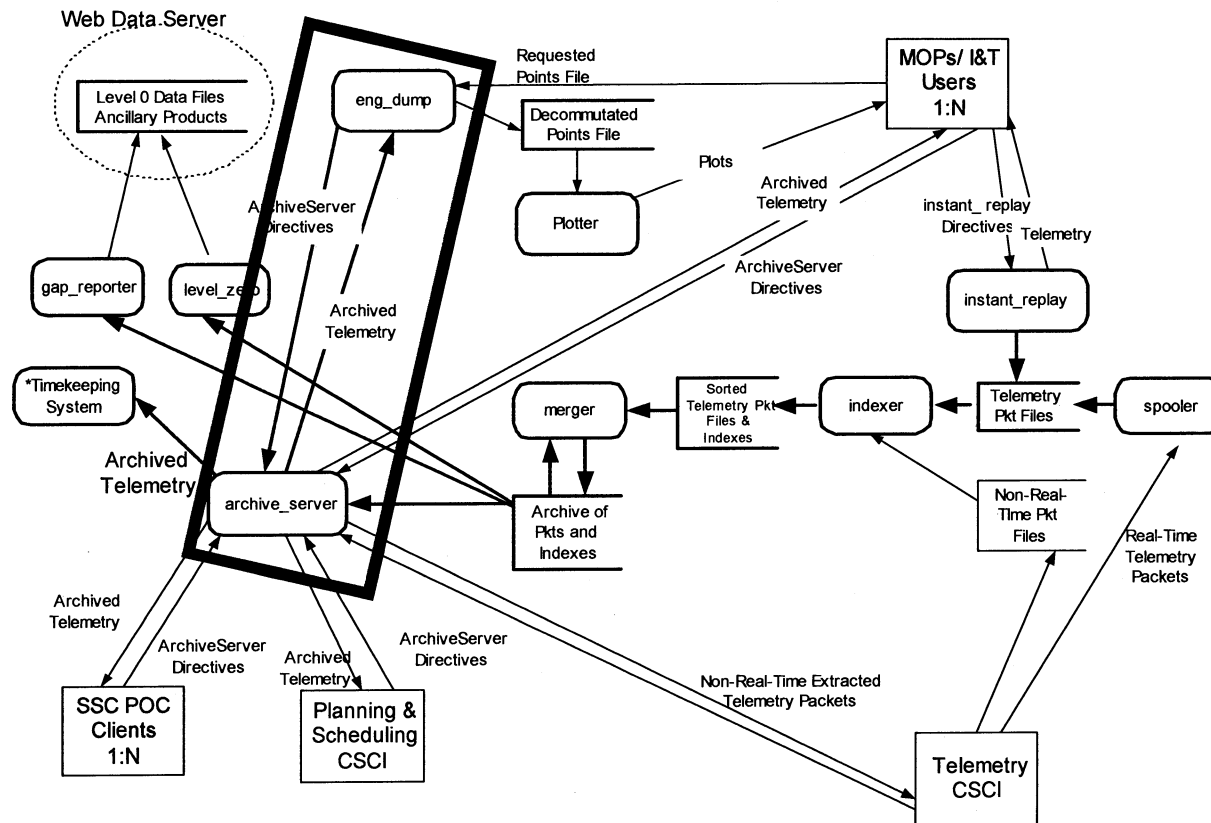 Web Data Server
Level 0 Data Files
Ancillary Products
eng_dump
Requested
Points File
Decommutated
Points File
Plotter
Plots
MOPs/ I&T
Users
1:N
ArchiveServer
Directives
Archived
Telemetry
Archived
Telemetry
ArchiveServer
Directives
instant_ replay
Directives
Telemetry
instant_replay
gap_reporter
level_zero
*Timekeeping
System
Archived
Telemetry
archive_server
merger
Sorted
Telemetry Pkt
Files &
Indexes
indexer
Telemetry
Pkt Files
spooler
Archive of
Pkts and
Indexes
Non-Real-
TIme Pkt
Files
Real-Time
Telemetry
Packets
Archived
Telemetry
ArchiveServer
Directives
Archived
Telemetry
ArchiveServer
Directives
Non-Real-Time Extracted
Telemetry Packets
SSC POC
Clients
1:N
Planning &
Scheduling
CSCI
Telemetry
CSCI